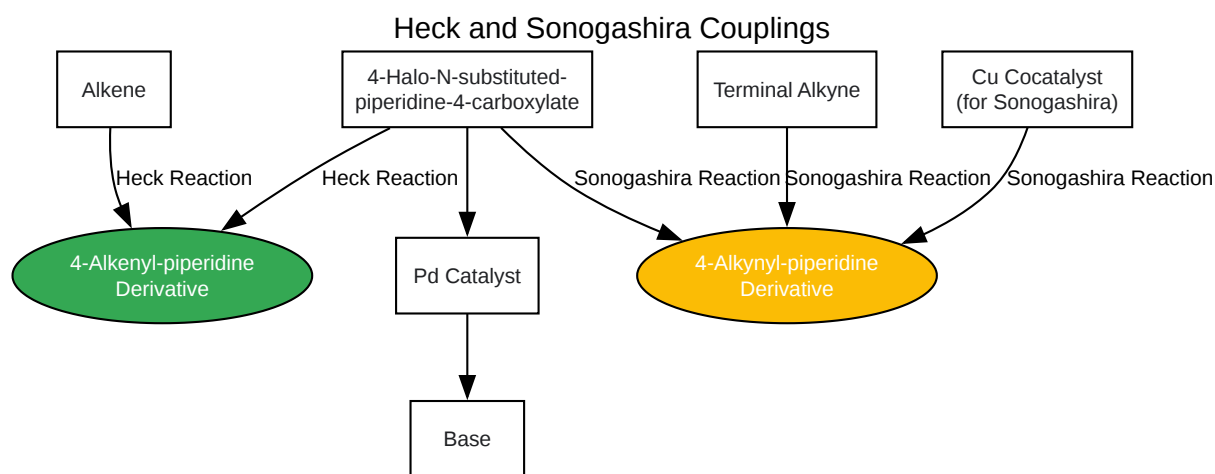 Heck and Sonogashira Couplings
Alkene
4-Halo-N-substituted-
piperidine-4-carboxylate
Terminal Alkyne
Cu Cocatalyst
(for Sonogashira)
Heck Reaction
Heck Reaction
Sonogashira Reaction
Sonogashira Reaction
Sonogashira Reaction
4-Alkenyl-piperidine
Derivative
Pd Catalyst
4-Alkynyl-piperidine
Derivative
Base